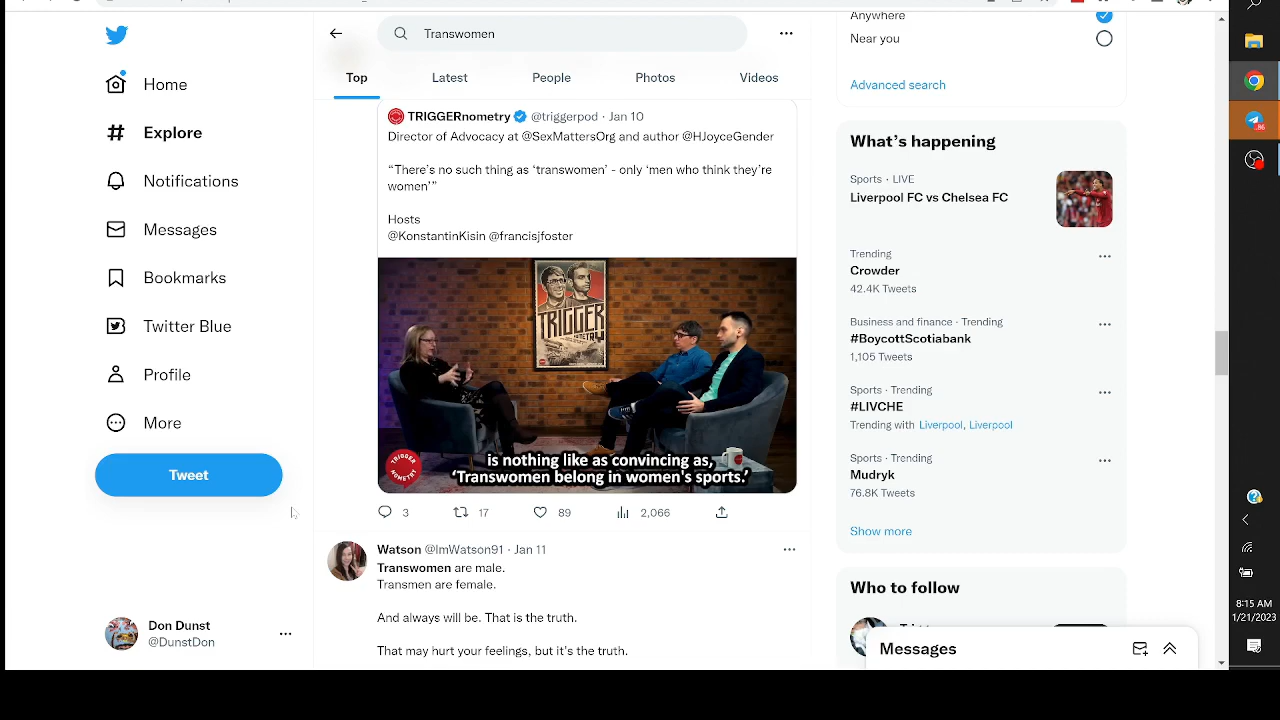 Transwomen
Top
Latest
People
Photos
Videos
Home
Explore
Notifications
Messages
Bookmarks
Twitter Blue
Profile
More
Tweet
Don Dunst
@DunstDon
TRIGGERnometry @triggerpod · Jan 10
Director of Advocacy at @SexMattersOrg and author @HJoyceGender
“There’s no such thing as ‘transwomen’ - only ‘men who think they’re
women’”
Hosts
@KonstantinKisin @francisjfoster
TRIGGER
NOMETRY
TRIGGER
NOMETRY
is nothing like as convincing as,
‘Transwomen belong in women's sports.’
3
17
89
2,066
Watson @ImWatson91 · Jan 11
Transwomen are male.
Transmen are female.
And always will be. That is the truth.
That may hurt your feelings, but it’s the truth.
Anywhere
Near you
Advanced search
What’s happening
Sports · LIVE
Liverpool FC vs Chelsea FC
Trending
Crowder
42.4K Tweets
Business and finance · Trending
#BoycottScotiabank
1,105 Tweets
Sports · Trending
#LIVCHE
Trending with Liverpool, Liverpool
Sports · Trending
Mudryk
76.8K Tweets
Show more
Who to follow
Messages
86
8:15 AM
1/21/2023